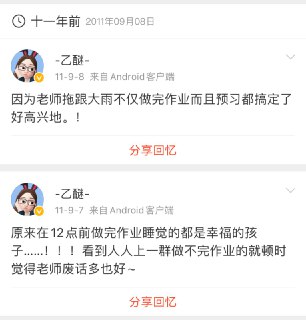 十一年前 2011年09月08日
-乙醚-
11-9-8 来自Android客户端
因为老师拖跟大雨不仅做完作业而且预习都搞定了
好高兴地。!
分享回忆
-乙醚-
11-9-7 来自Android客户端
原来在12点前做完作业睡觉的都是幸福的孩
子......！！！看到人人上一群做不完作业的就顿时
觉得老师废话多也好~
分享回忆